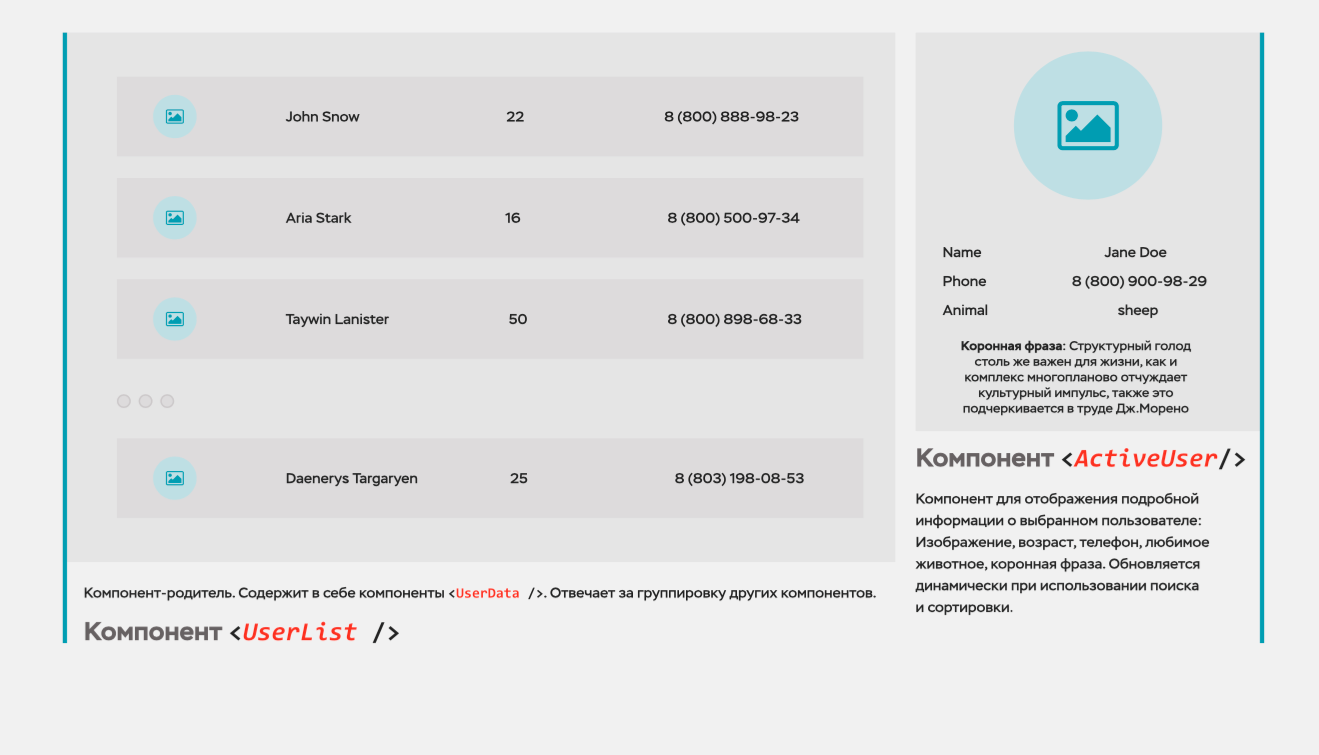 John Snow 22 8 (800) 888-98-23
Aria Stark 16 8 (800) 500-97-34
Taywin Lanister 50 8 (800) 898-68-33
Daenerys Targaryen 25 8 (803) 198-08-53
Компонент-родитель. Содержит в себе компоненты <UserData />. Отвечает за группировку других компонентов.
Компонент <UserList />
Name Jane Doe
Phone 8 (800) 900-98-29
Animal sheep
Коронная фраза: Структурный голод
столь же важен для жизни, как и
комплекс многопланово отчуждает
культурный импульс, также это
подчеркивается в труде Дж.Морено
Компонент <ActiveUser/>
Компонент для отображения подробной
информации о выбранном пользователе:
Изображение, возраст, телефон, любимое
животное, коронная фраза. Обновляется
динамически при использовании поиска
и сортировки.